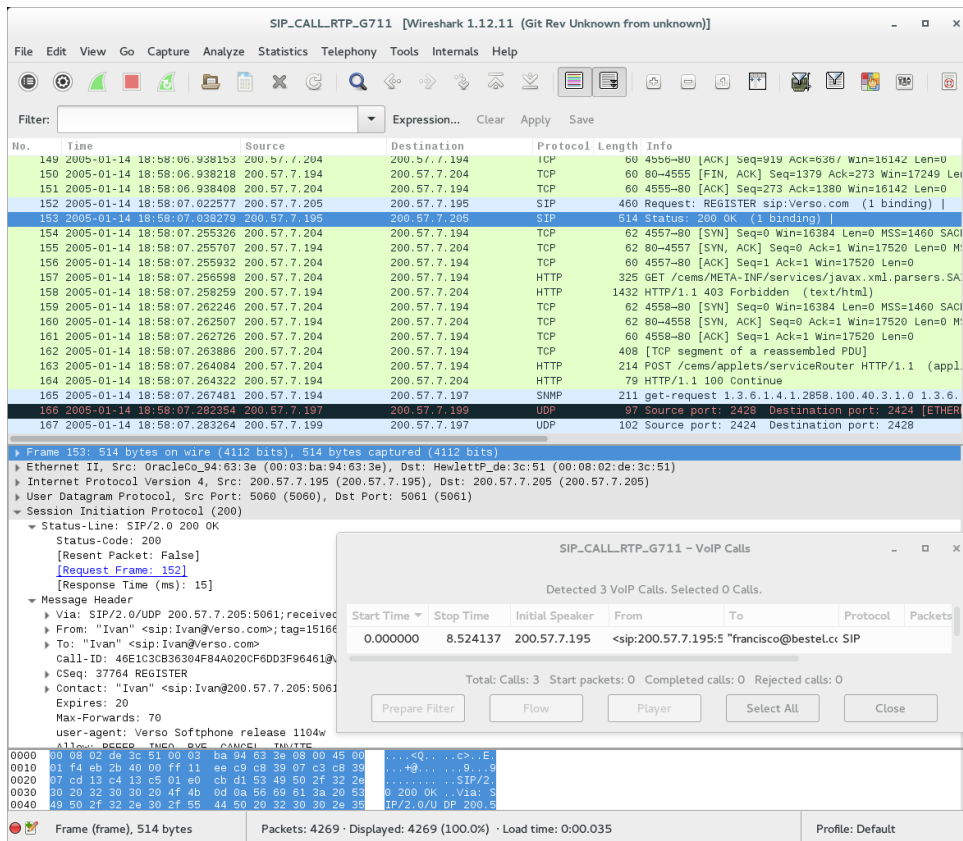 SIP_CALL_RTP_G711 [Wireshark 1.12.11 (Git Rev Unknown from unknown)]
File Edit View Go Capture Analyze Statistics Telephony Tools Internals Help
Filter: Expression... Clear Apply Save
No. Time Source Destination Protocol Length Info
149 2005-01-14 18:58:06.938153 200.57.7.204 200.57.7.194 TCP 60 4556→80 [ACK] Seq=919 Ack=6367 Win=16142 Len=0
150 2005-01-14 18:58:06.938218 200.57.7.194 200.57.7.204 TCP 60 80→4555 [FIN, ACK] Seq=1379 Ack=273 Win=17249 Le
151 2005-01-14 18:58:06.938408 200.57.7.204 200.57.7.194 TCP 60 4555→80 [ACK] Seq=273 Ack=1380 Win=16142 Len=0
152 2005-01-14 18:58:07.022577 200.57.7.205 200.57.7.195 SIP 460 Request: REGISTER sip:Verso.com (1 binding) |
153 2005-01-14 18:58:07.038279 200.57.7.195 200.57.7.205 SIP 514 Status: 200 OK (1 binding) |
154 2005-01-14 18:58:07.255326 200.57.7.204 200.57.7.194 TCP 62 4557→80 [SYN] Seq=0 Win=16384 Len=0 MSS=1460 SAC
155 2005-01-14 18:58:07.255707 200.57.7.194 200.57.7.204 TCP 62 80→4557 [SYN, ACK] Seq=0 Ack=1 Win=17520 Len=0 M
156 2005-01-14 18:58:07.255932 200.57.7.204 200.57.7.194 TCP 60 4557→80 [ACK] Seq=1 Ack=1 Win=17520 Len=0
157 2005-01-14 18:58:07.256598 200.57.7.204 200.57.7.194 HTTP 325 GET /cems/META-INF/services/javax.xml.parsers.SA
158 2005-01-14 18:58:07.258259 200.57.7.194 200.57.7.204 HTTP 1432 HTTP/1.1 403 Forbidden (text/html)
159 2005-01-14 18:58:07.262246 200.57.7.204 200.57.7.194 TCP 62 4558→80 [SYN] Seq=0 Win=16384 Len=0 MSS=1460 SAC
160 2005-01-14 18:58:07.262507 200.57.7.194 200.57.7.204 TCP 62 80→4558 [SYN, ACK] Seq=0 Ack=1 Win=17520 Len=0 M
161 2005-01-14 18:58:07.262726 200.57.7.204 200.57.7.194 TCP 60 4558→80 [ACK] Seq=1 Ack=1 Win=17520 Len=0
162 2005-01-14 18:58:07.263886 200.57.7.204 200.57.7.194 TCP 408 [TCP segment of a reassembled PDU]
163 2005-01-14 18:58:07.264084 200.57.7.204 200.57.7.194 HTTP 214 POST /cems/applets/serviceRouter HTTP/1.1 (appl
164 2005-01-14 18:58:07.264322 200.57.7.194 200.57.7.204 HTTP 79 HTTP/1.1 100 Continue
165 2005-01-14 18:58:07.267481 200.57.7.194 200.57.7.197 SNMP 211 get-request 1.3.6.1.4.1.2858.100.40.3.1.0 1.3.6.
166 2005-01-14 18:58:07.282354 200.57.7.197 200.57.7.199 UDP 97 Source port: 2428 Destination port: 2424 [ETHER
167 2005-01-14 18:58:07.283264 200.57.7.199 200.57.7.197 UDP 102 Source port: 2424 Destination port: 2428
Frame 153: 514 bytes on wire (4112 bits), 514 bytes captured (4112 bits)
Ethernet II, Src: OracleCo_94:63:3e (00:03:ba:94:63:3e), Dst: HewlettP_de:3c:51 (00:08:02:de:3c:51)
Internet Protocol Version 4, Src: 200.57.7.195 (200.57.7.195), Dst: 200.57.7.205 (200.57.7.205)
User Datagram Protocol, Src Port: 5060 (5060), Dst Port: 5061 (5061)
Session Initiation Protocol (200)
Status-Line: SIP/2.0 200 OK
Status-Code: 200
[Resent Packet: False]
[Request Frame: 152]
[Response Time (ms): 15]
Message Header
Via: SIP/2.0/UDP 200.57.7.205:5061;received
From: "Ivan" <sip:Ivan@Verso.com>;tag=15166
To: "Ivan" <sip:Ivan@Verso.com>
Call-ID: 46E1C3CB36304F84A020CF6DD3F96461@
CSeq: 37764 REGISTER
Contact: "Ivan" <sip:Ivan@200.57.7.205:5061
Expires: 20
Max-Forwards: 70
user-agent: Verso Softphone release 1104w
Allow: REFER, INFO, BYE, CANCEL, INVITE
SIP_CALL_RTP_G711 – VoIP Calls
Detected 3 VoIP Calls. Selected 0 Calls.
Start Time Stop Time Initial Speaker From To Protocol Packets
0.000000 8.524137 200.57.7.195 <sip:200.57.7.195:5 "francisco@bestel.cc SIP
Total: Calls: 3 Start packets: 0 Completed calls: 0 Rejected calls: 0
Prepare Filter Flow Player Select All Close
0000 00 08 02 de 3c 51 00 03 ba 94 63 3e 08 00 45 00 ....<Q.. ..c>..E.
0010 01 f4 eb 2b 40 00 ff 11 ee c9 c8 39 07 c3 c8 39 ...+@... ...9...9
0020 07 cd 13 c4 13 c5 01 e0 cb d1 53 49 50 2f 32 2e ........ ..SIP/2.
0030 30 20 32 30 30 20 4f 4b 0d 0a 56 69 61 3a 20 53 0 200 OK ..Via: S
0040 49 50 2f 32 2e 30 2f 55 44 50 20 32 30 30 2e 35 IP/2.0/U DP 200.5
Frame (frame), 514 bytes Packets: 4269 · Displayed: 4269 (100.0%) · Load time: 0:00.035 Profile: Default